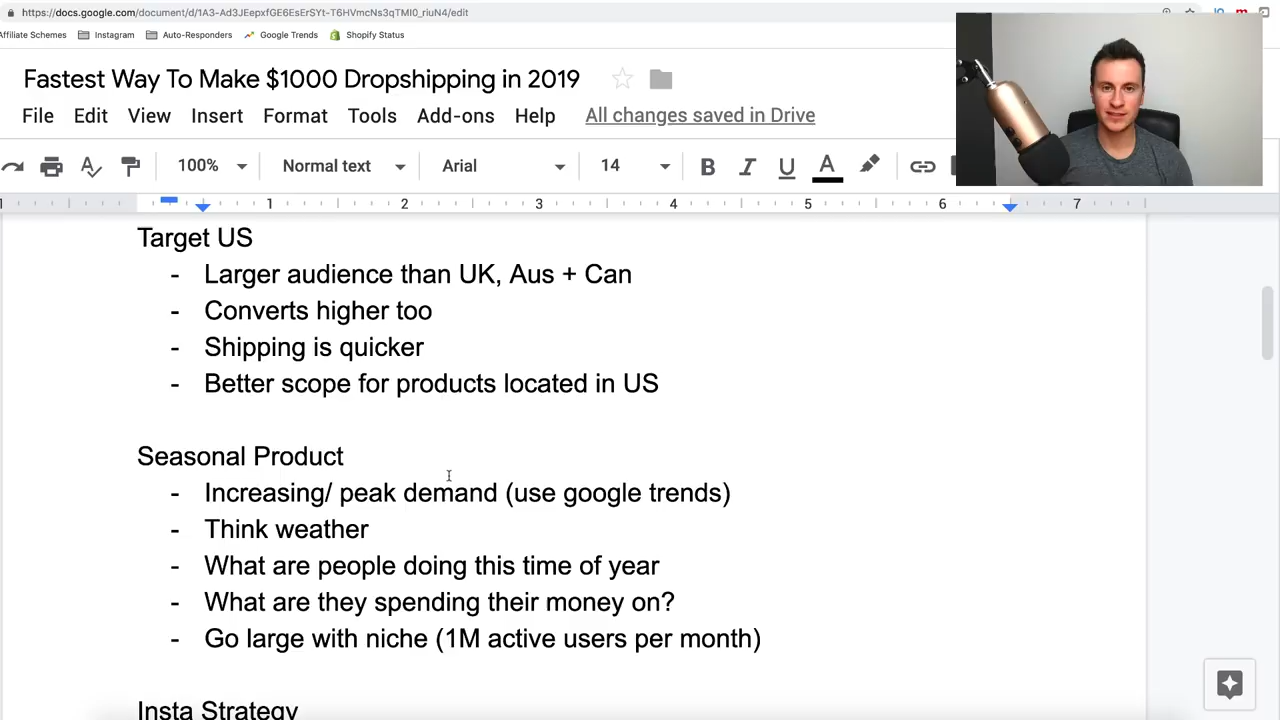 https://docs.google.com/document/d/1A3-Ad3JEepxfGE6EsErSYt-T6HVmcNs3qTMI0_riuN4/edit
Affiliate Schemes Instagram Auto-Responders Google Trends Shopify Status
Fastest Way To Make $1000 Dropshipping in 2019
File Edit View Insert Format Tools Add-ons Help All changes saved in Drive
100% Normal text Arial 14 B I U A
1 1 2 3 4 5 6 7
Target US
- Larger audience than UK, Aus + Can
- Converts higher too
- Shipping is quicker
- Better scope for products located in US
Seasonal Product
- Increasing/ peak demand (use google trends)
- Think weather
- What are people doing this time of year
- What are they spending their money on?
- Go large with niche (1M active users per month)
Insta Strategy